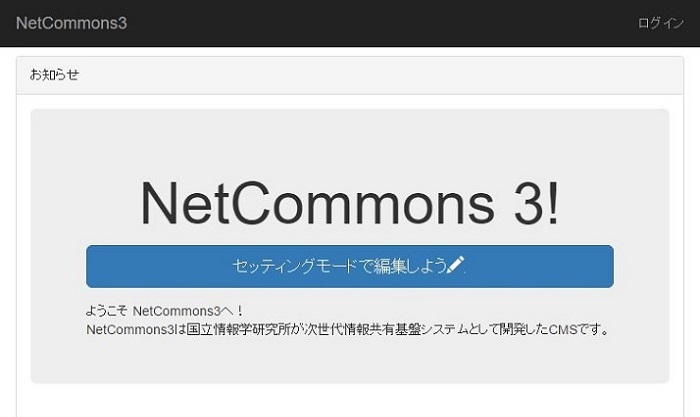 NetCommons3
ログイン
お知らせ
NetCommons 3!
セッティングモードで編集しよう
ようこそ NetCommons3へ！
NetCommons3は国立情報学研究所が次世代情報共有基盤システムとして開発したCMSです。